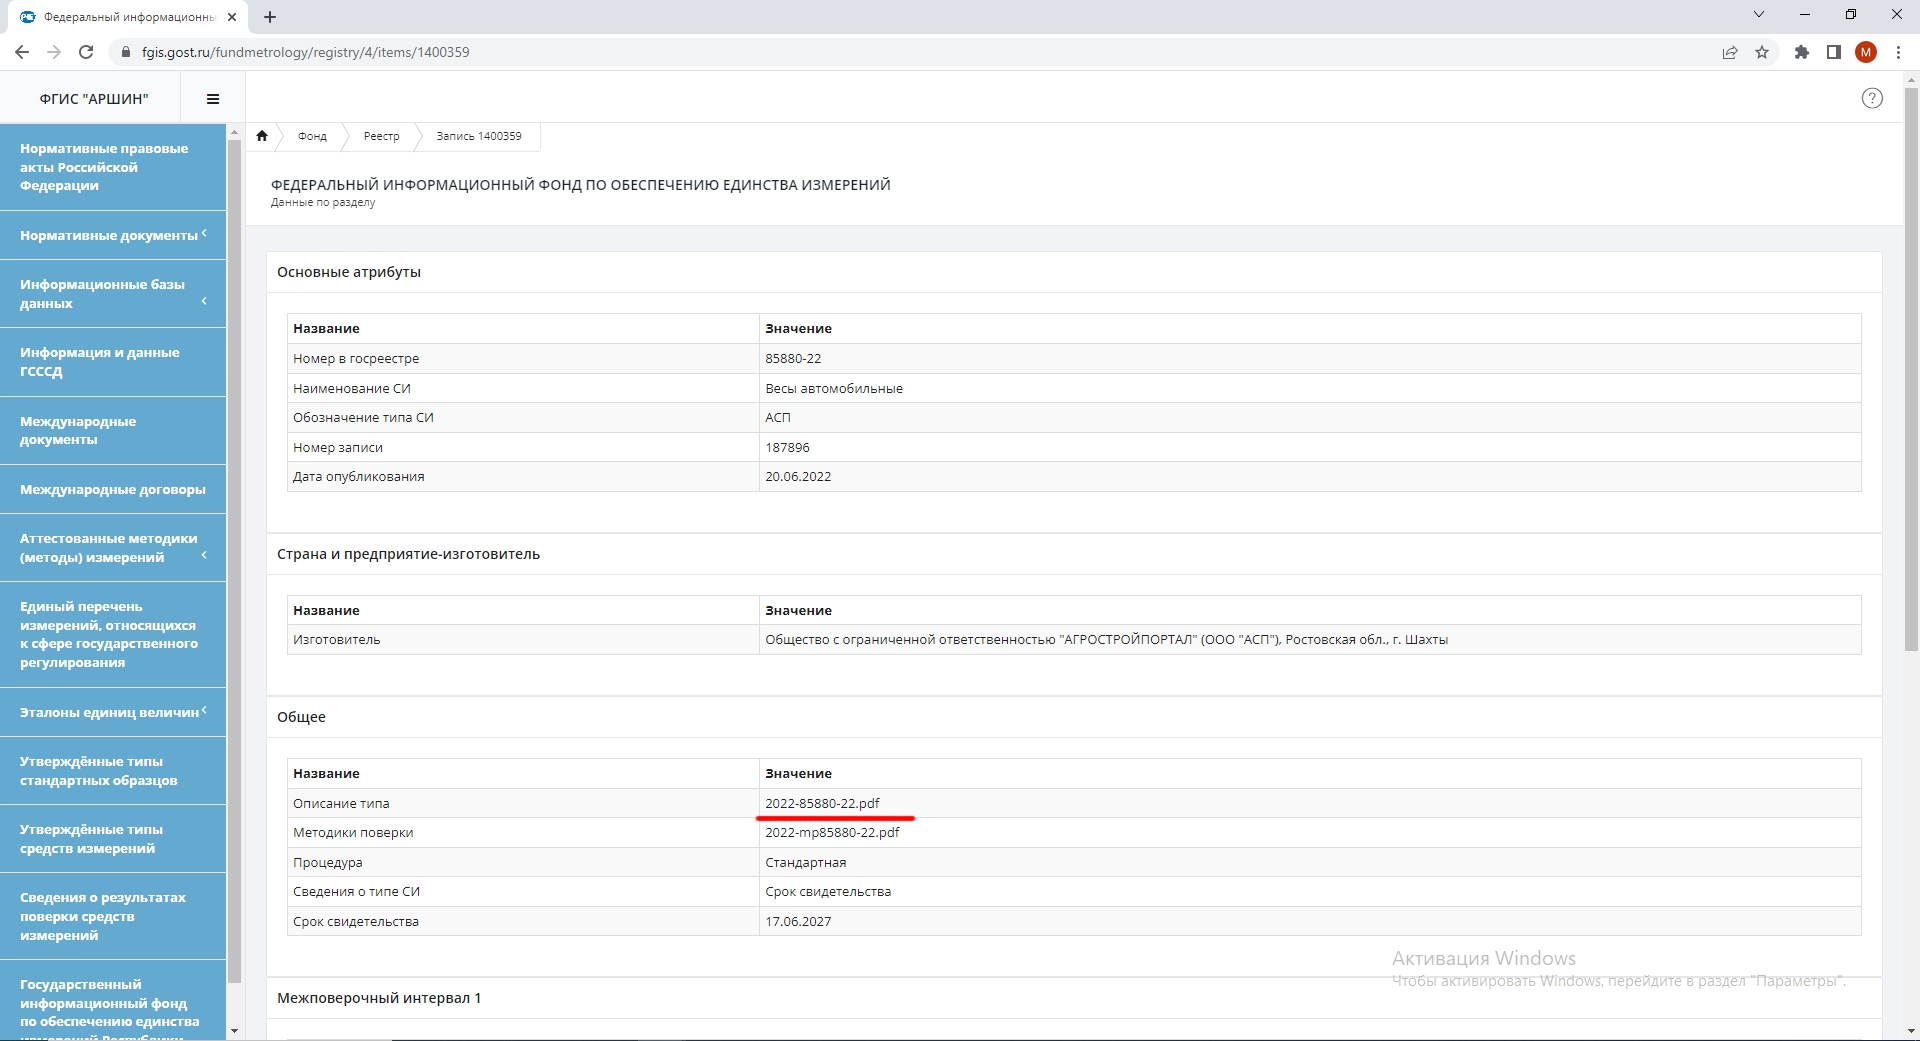 Федеральный информационны
fgis.gost.ru/fundmetrology/registry/4/items/1400359
М
ФГИС "АРШИН"
?
Фонд
Реестр
Запись 1400359
ФЕДЕРАЛЬНЫЙ ИНФОРМАЦИОННЫЙ ФОНД ПО ОБЕСПЕЧЕНИЮ ЕДИНСТВА ИЗМЕРЕНИЙ
Данные по разделу
Нормативные правовые
акты Российской
Федерации
Нормативные документы
Информационные базы
данных
Информация и данные
ГСССД
Международные
документы
Международные договоры
Аттестованные методики
(методы) измерений
Единый перечень
измерений, относящихся
к сфере государственного
регулирования
Эталоны единиц величин
Утверждённые типы
стандартных образцов
Утверждённые типы
средств измерений
Сведения о результатах
поверки средств
измерений
Государственный
информационный фонд
по обеспечению единства
измерений Республики
Основные атрибуты
Название Значение
Номер в госреестре 85880-22
Наименование СИ Весы автомобильные
Обозначение типа СИ АСП
Номер записи 187896
Дата опубликования 20.06.2022
Страна и предприятие-изготовитель
Название Значение
Изготовитель Общество с ограниченной ответственностью "АГРОСТРОЙПОРТАЛ" (ООО "АСП"), Ростовская обл., г. Шахты
Общее
Название Значение
Описание типа 2022-85880-22.pdf
Методики поверки 2022-mp85880-22.pdf
Процедура Стандартная
Сведения о типе СИ Срок свидетельства
Срок свидетельства 17.06.2027
Межповерочный интервал 1
Активация Windows
Чтобы активировать Windows, перейдите в раздел "Параметры".